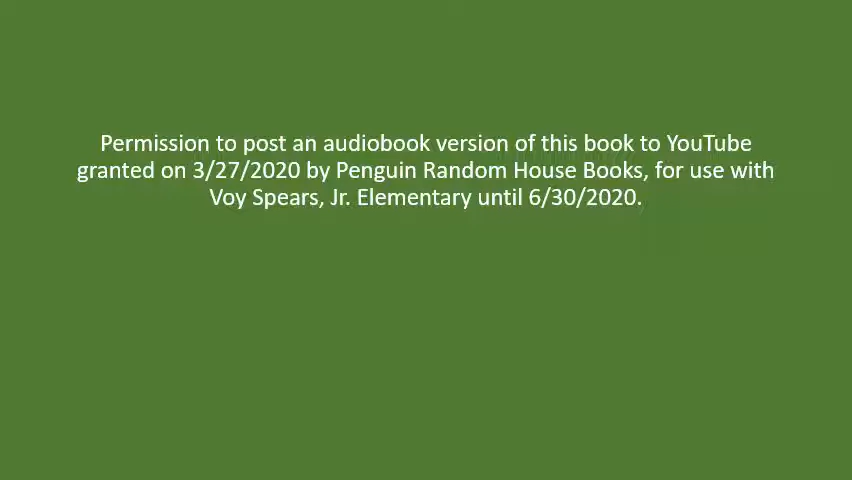 Permission to post an audiobook version of this book to YouTube
granted on 3/27/2020 by Penguin Random House Books, for use with
Voy Spears, Jr. Elementary until 6/30/2020.